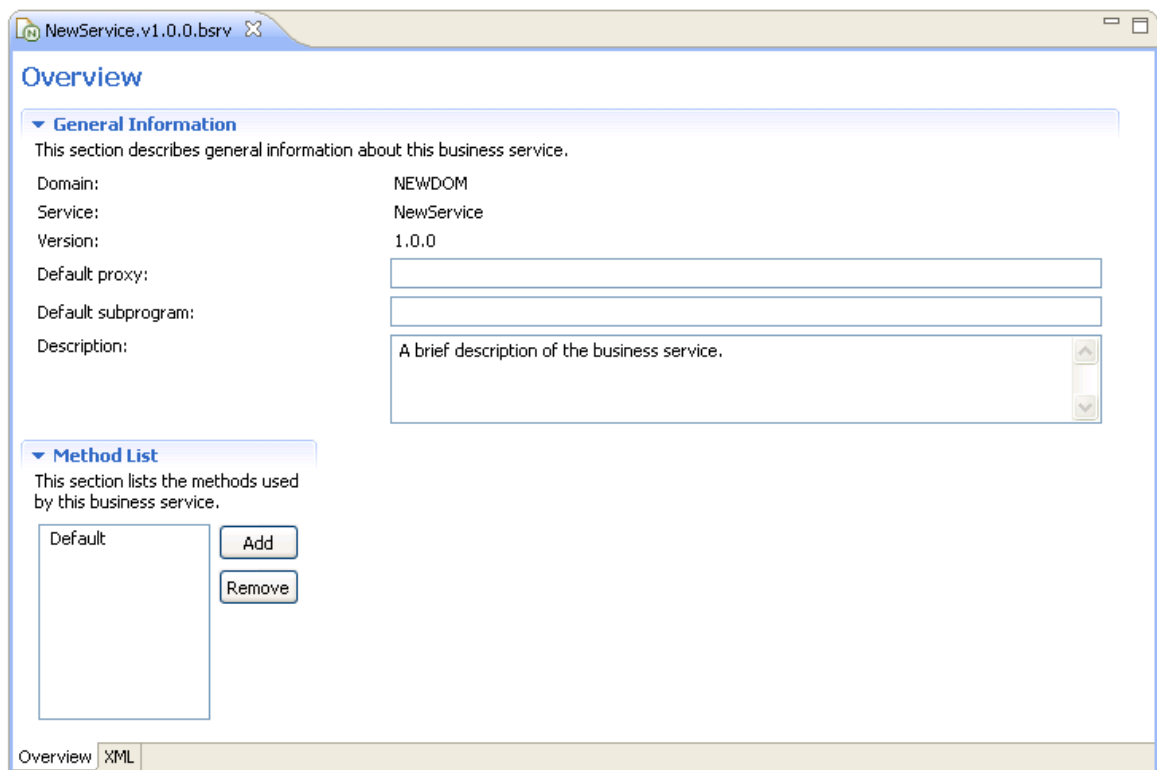 NewService.v1.0.0.bsrv
Overview
General Information
This section describes general information about this business service.
Domain: NEWDOM
Service: NewService
Version: 1.0.0
Default proxy:
Default subprogram:
Description: A brief description of the business service.
Method List
This section lists the methods used
by this business service.
Default Add
Remove
Overview XML